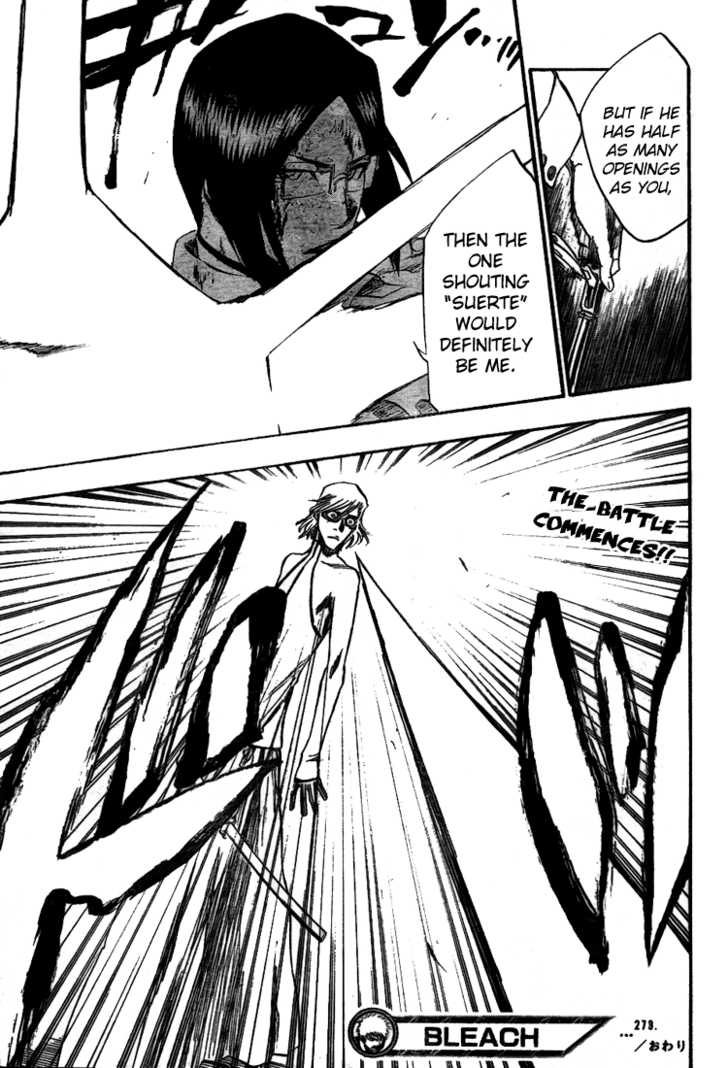 BUT IF HE
HAS HALF
AS MANY
OPENINGS
AS YOU,
THEN THE
ONE
SHOUTING
"SUERTE"
WOULD
DEFINITELY
BE ME.
THE BATTLE
COMMENCES!!
BLEACH
279.
...／おわり